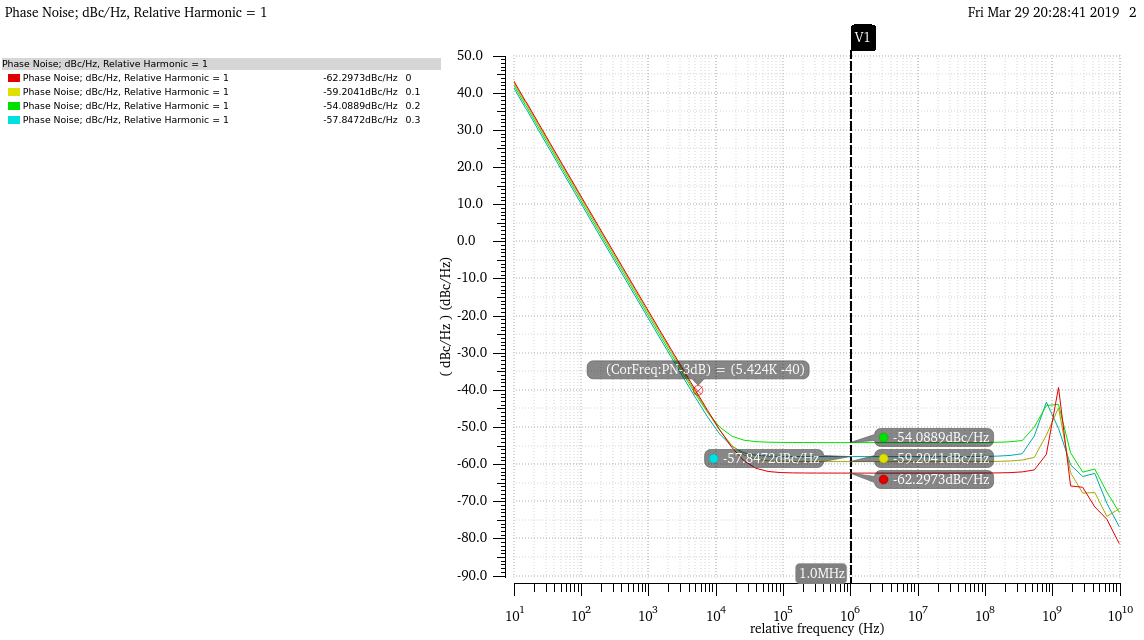 Phase Noise; dBc/Hz, Relative Harmonic = 1
Fri Mar 29 20:28:41 2019 2
Phase Noise; dBc/Hz, Relative Harmonic = 1
Phase Noise; dBc/Hz, Relative Harmonic = 1 -62.2973dBc/Hz 0
Phase Noise; dBc/Hz, Relative Harmonic = 1 -59.2041dBc/Hz 0.1
Phase Noise; dBc/Hz, Relative Harmonic = 1 -54.0889dBc/Hz 0.2
Phase Noise; dBc/Hz, Relative Harmonic = 1 -57.8472dBc/Hz 0.3
V1
50.0
40.0
30.0
20.0
10.0
0.0
-10.0
-20.0
-30.0
-40.0
-50.0
-60.0
-70.0
-80.0
-90.0
( dBc/Hz ) (dBc/Hz)
(CorFreq:PN-3dB) = (5.424K -40)
-54.0889dBc/Hz
-57.8472dBc/Hz
-59.2041dBc/Hz
-62.2973dBc/Hz
1.0MHz
10¹ 10² 10³ 10⁴ 10⁵ 10⁶ 10⁷ 10⁸ 10⁹ 10¹⁰
relative frequency (Hz)